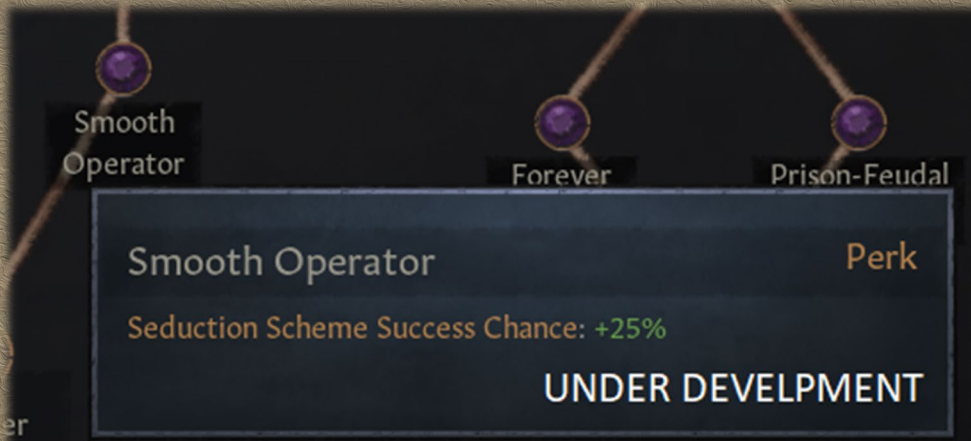 Smooth
Operator
Forever
Prison-Feudal
Smooth Operator
Perk
Seduction Scheme Success Chance: +25%
UNDER DEVELPMENT
er